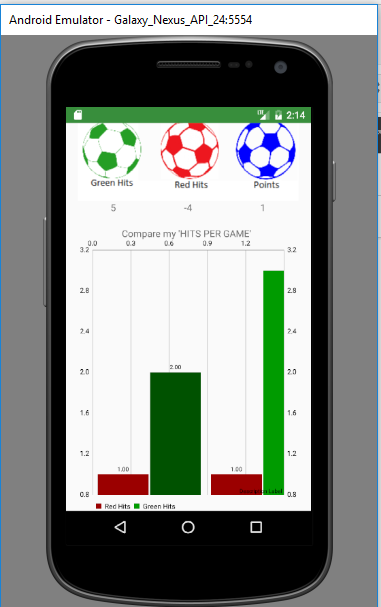 Android Emulator - Galaxy_Nexus_API_24:5554
2:14
Green Hits Red Hits Points
5 -4 1
Compare my 'HITS PER GAME'
0.0 0.3 0.6 0.9 1.2
3.2 3.2
2.8 2.8
2.4 2.4
2.00
2.0 2.0
1.6 1.6
1.2 1.2
1.00 1.00
0.8 0.8
Red Hits Green Hits